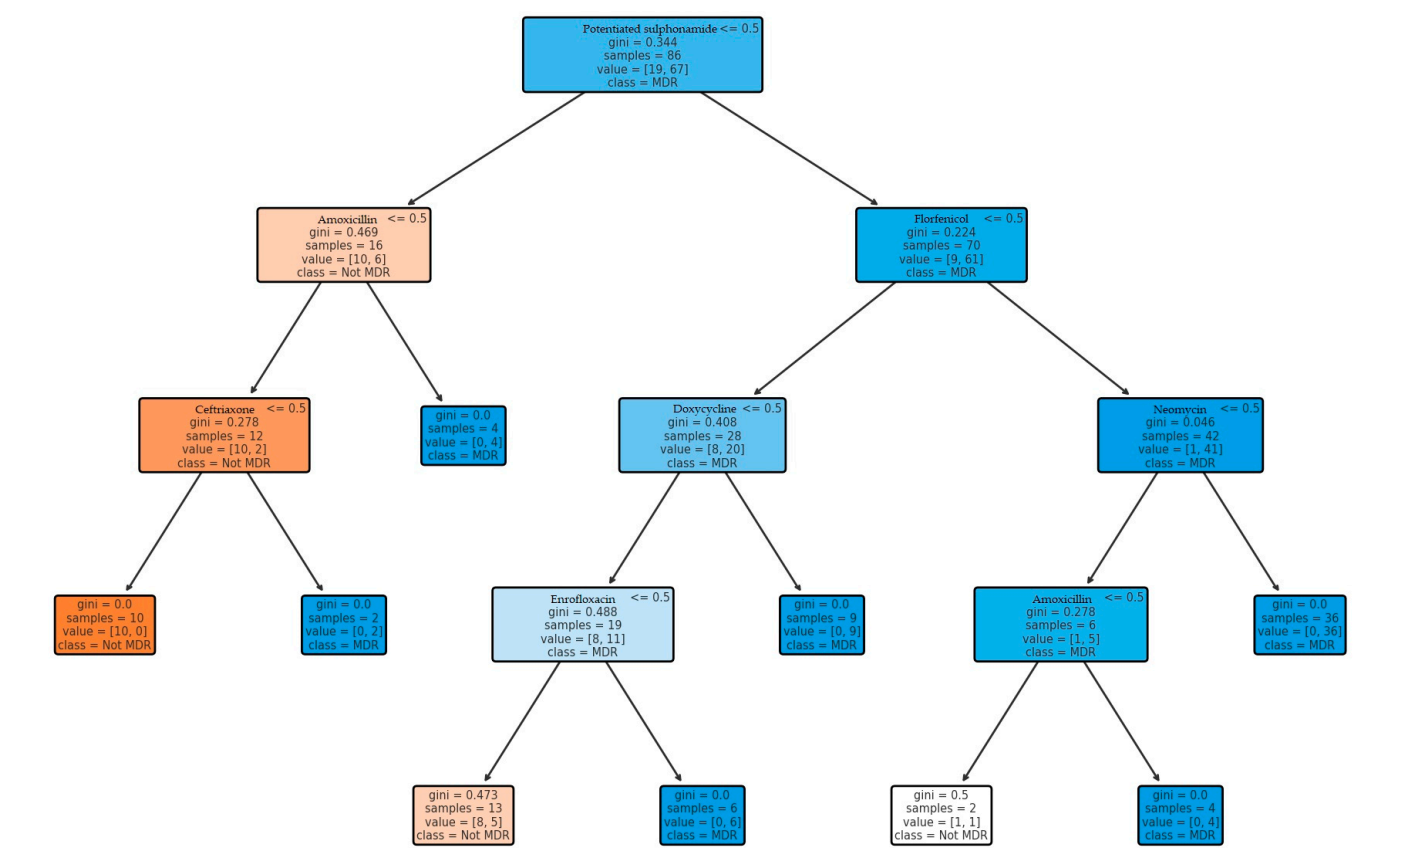 Potentiated sulphonamide <= 0.5
gini = 0.344
samples = 86
value = [19, 67]
class = MDR
Amoxicillin <= 0.5
gini = 0.469
samples = 16
value = [10, 6]
class = Not MDR
Florfenicol <= 0.5
gini = 0.224
samples = 70
value = [9, 61]
class = MDR
Ceftriaxone <= 0.5
gini = 0.278
samples = 12
value = [10, 2]
class = Not MDR
gini = 0.0
samples = 4
value = [0, 4]
class = MDR
Doxycycline <= 0.5
gini = 0.408
samples = 28
value = [8, 20]
class = MDR
Neomycin <= 0.5
gini = 0.046
samples = 42
value = [1, 41]
class = MDR
gini = 0.0
samples = 10
value = [10, 0]
class = Not MDR
gini = 0.0
samples = 2
value = [0, 2]
class = MDR
Enrofloxacin <= 0.5
gini = 0.488
samples = 19
value = [8, 11]
class = MDR
gini = 0.0
samples = 9
value = [0, 9]
class = MDR
Amoxicillin <= 0.5
gini = 0.278
samples = 6
value = [1, 5]
class = MDR
gini = 0.0
samples = 36
value = [0, 36]
class = MDR
gini = 0.473
samples = 13
value = [8, 5]
class = Not MDR
gini = 0.0
samples = 6
value = [0, 6]
class = MDR
gini = 0.5
samples = 2
value = [1, 1]
class = Not MDR
gini = 0.0
samples = 4
value = [0, 4]
class = MDR